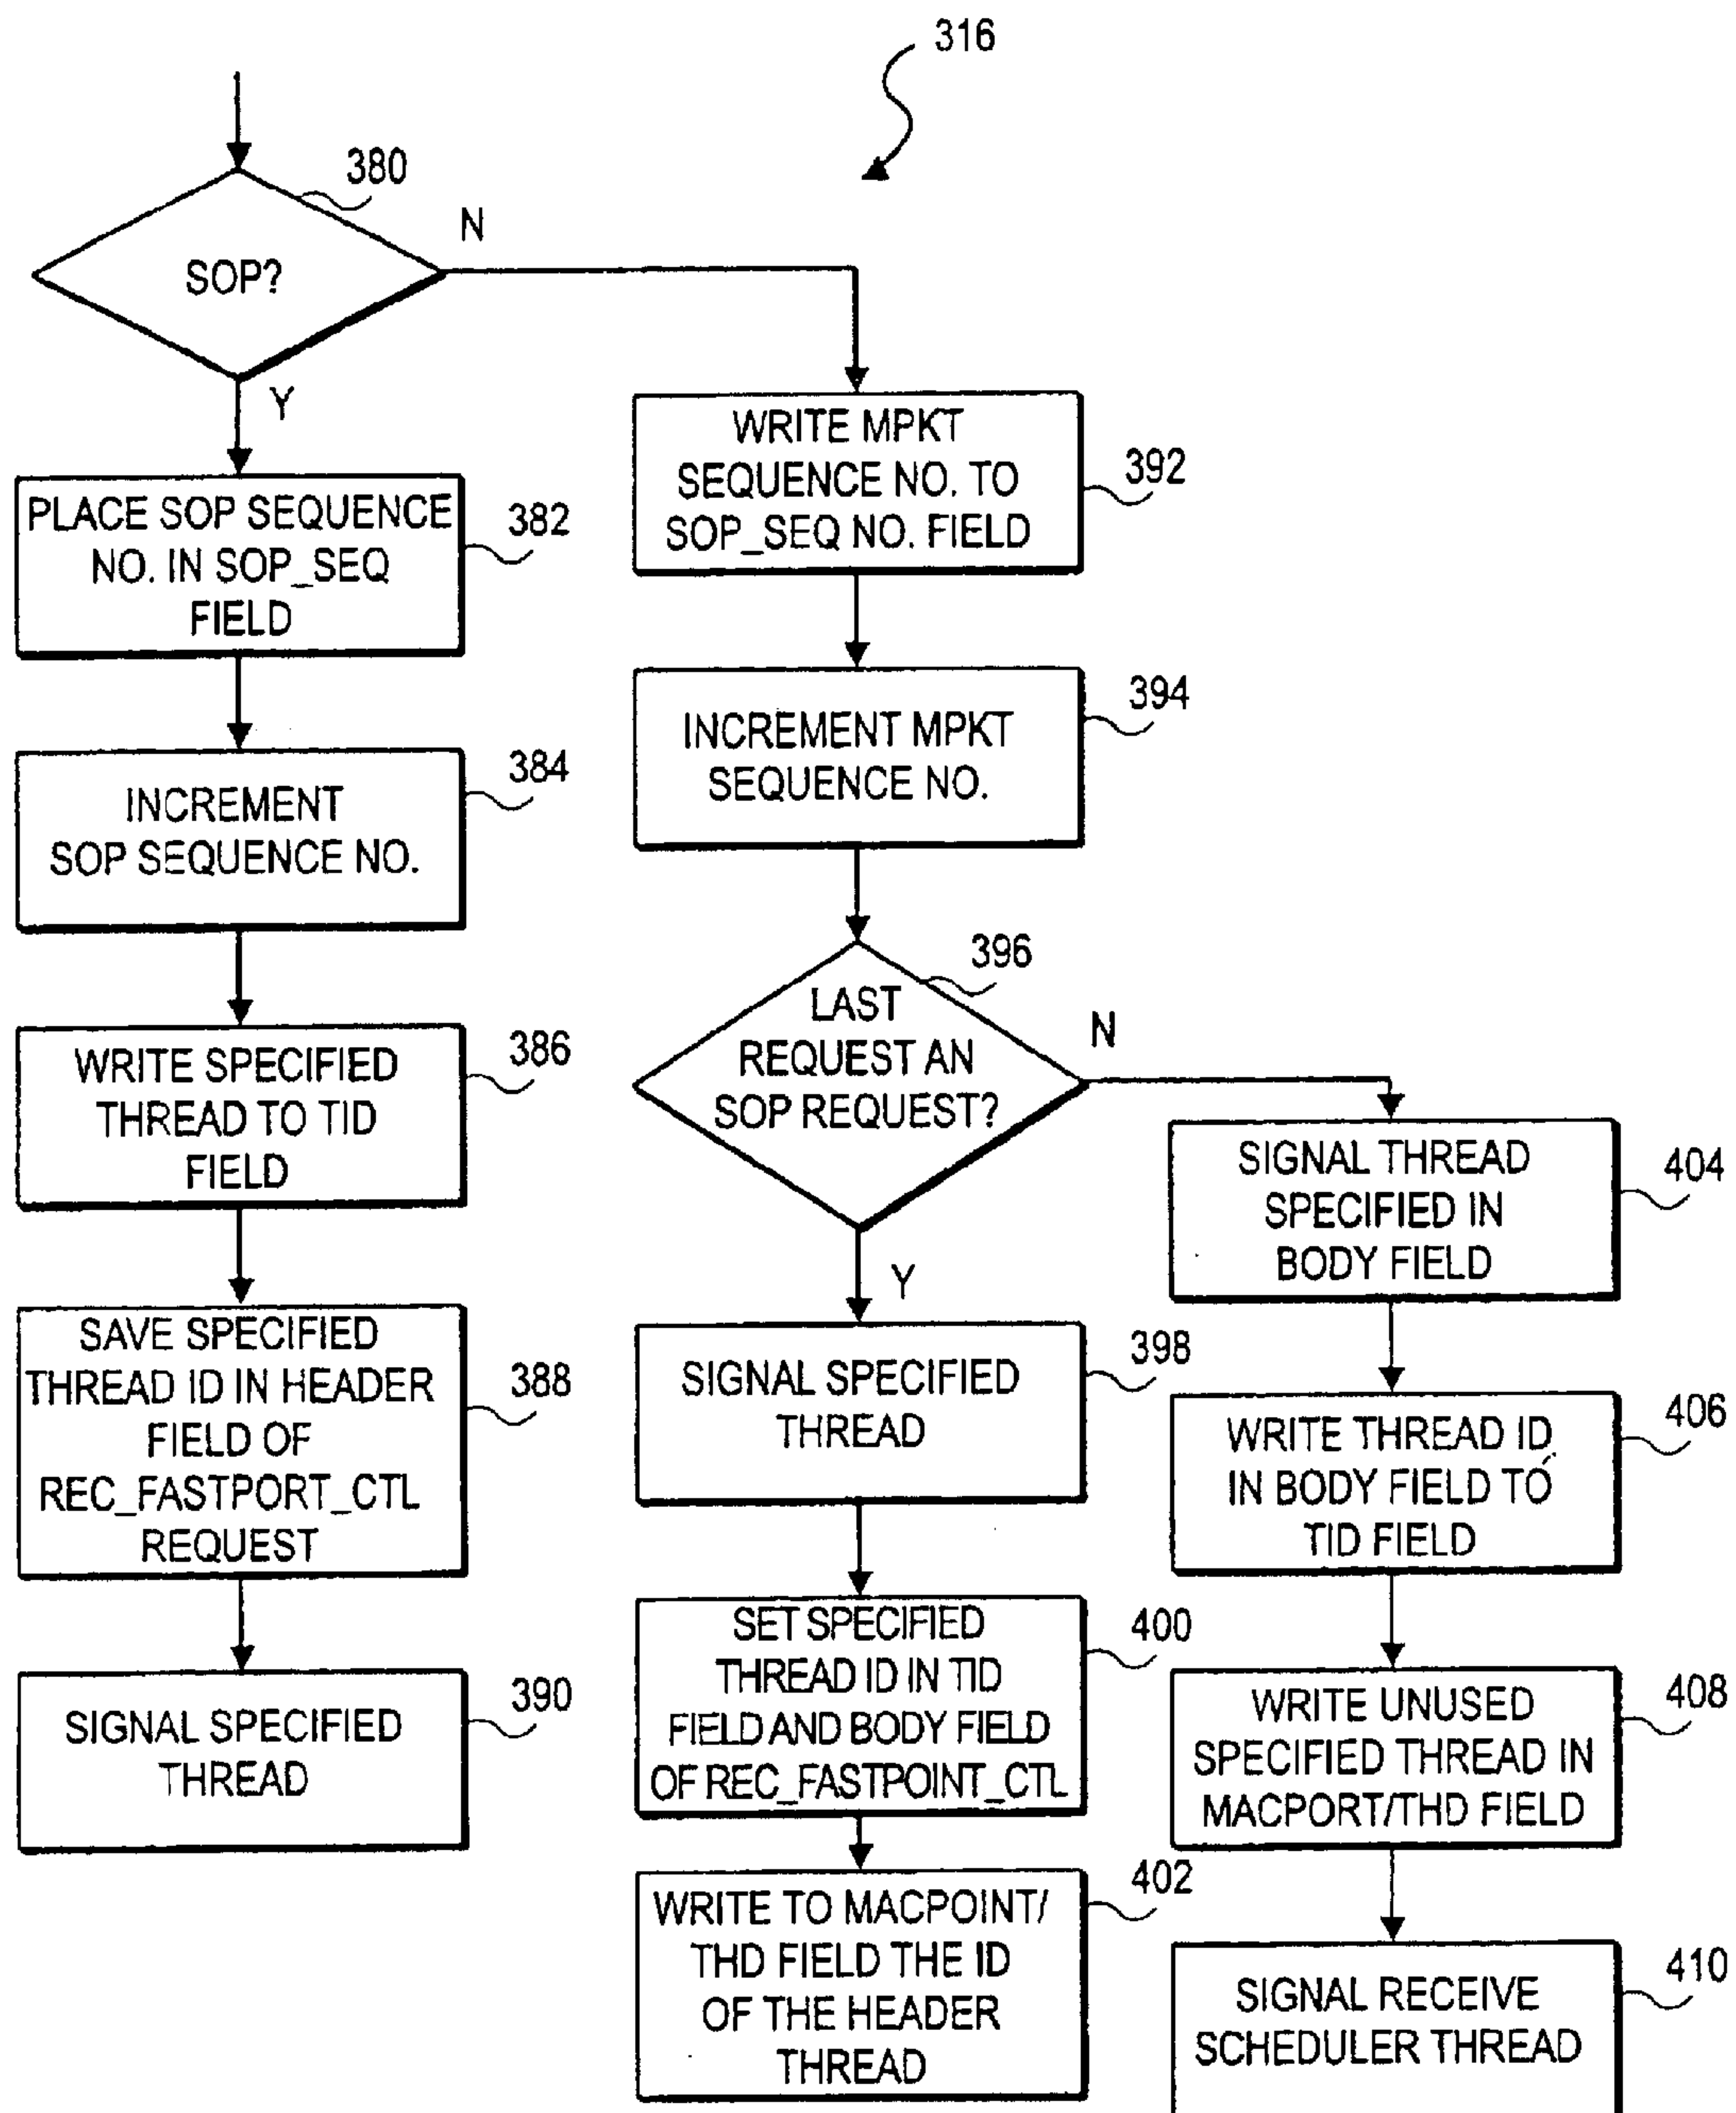 316
380
SOP?
N
Y
PLACE SOP SEQUENCE
NO. IN SOP_SEQ
FIELD
382
INCREMENT
SOP SEQUENCE NO.
384
WRITE SPECIFIED
THREAD TO TID
FIELD
386
SAVE SPECIFIED
THREAD ID IN HEADER
FIELD OF
REC_FASTPORT_CTL
REQUEST
388
SIGNAL SPECIFIED
THREAD
390
WRITE MPKT
SEQUENCE NO. TO
SOP_SEQ NO. FIELD
392
INCREMENT MPKT
SEQUENCE NO.
394
LAST
REQUEST AN
SOP REQUEST?
396
N
Y
SIGNAL SPECIFIED
THREAD
398
SET SPECIFIED
THREAD ID IN TID
FIELD AND BODY FIELD
OF REC_FASTPOINT_CTL
400
WRITE TO MACPOINT/
THD FIELD THE ID
OF THE HEADER
THREAD
402
SIGNAL THREAD
SPECIFIED IN
BODY FIELD
404
WRITE THREAD ID
IN BODY FIELD TO
TID FIELD
406
WRITE UNUSED
SPECIFIED THREAD IN
MACPORT/THD FIELD
408
SIGNAL RECEIVE
SCHEDULER THREAD
410